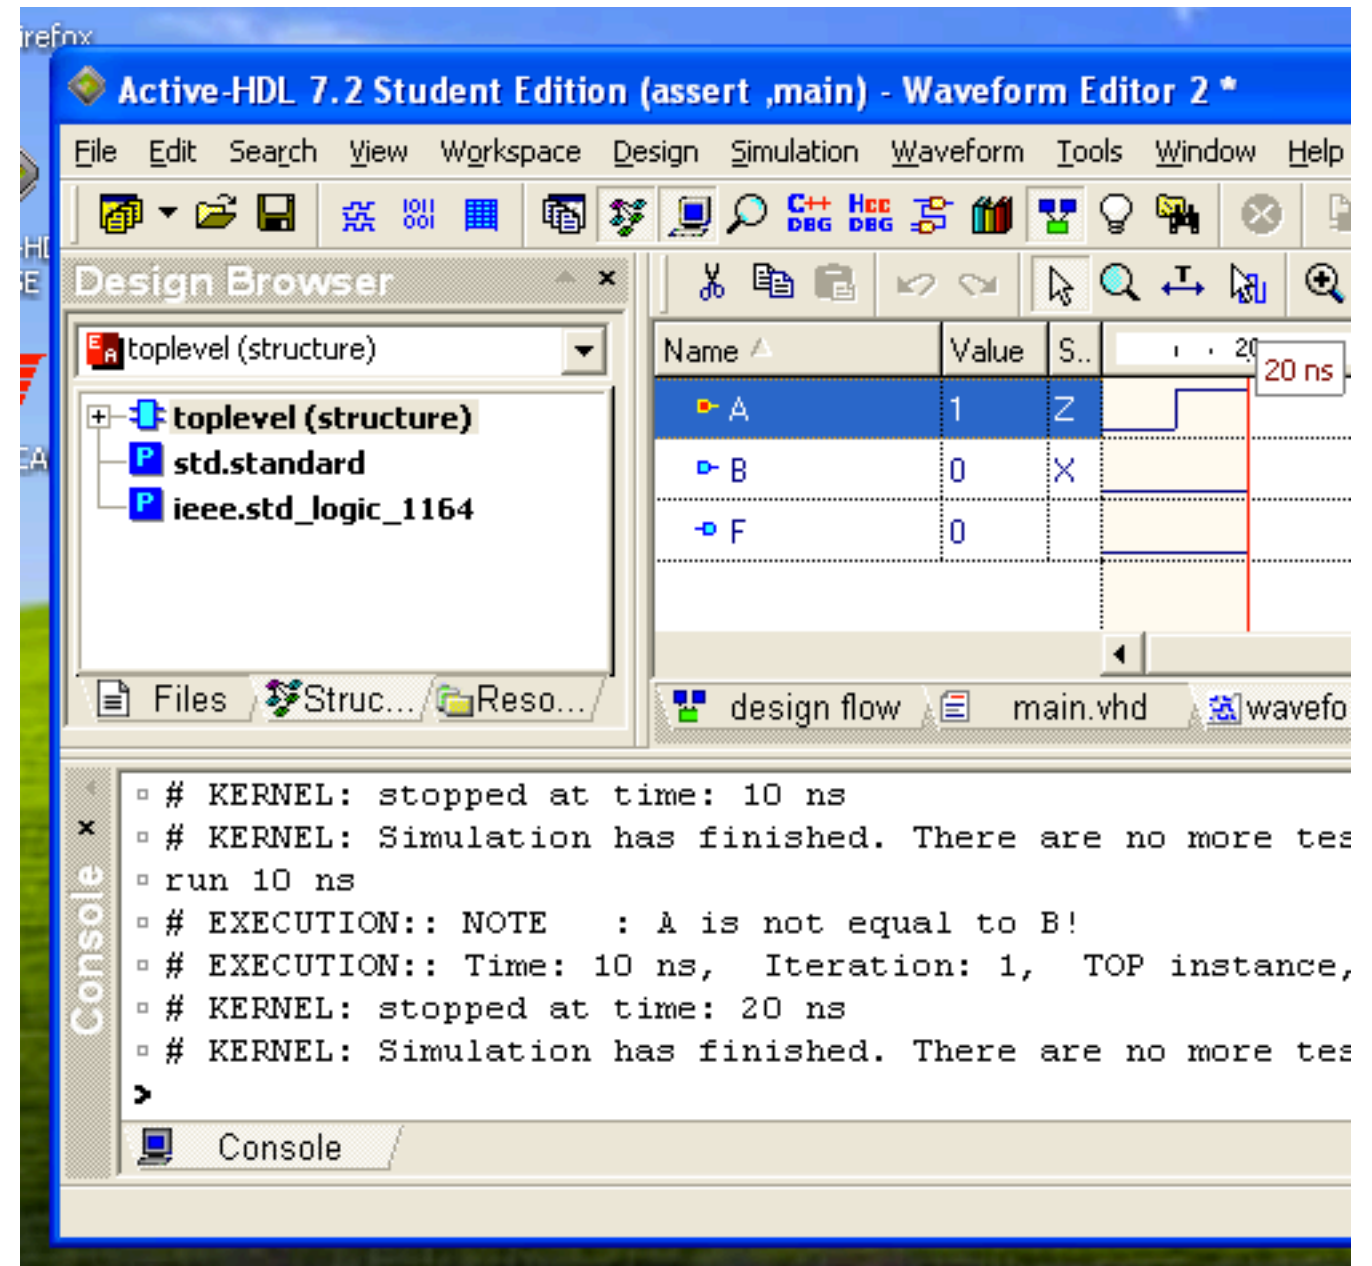 irefox
Active-HDL 7.2 Student Edition (assert ,main) - Waveform Editor 2 *
File Edit Search View Workspace Design Simulation Waveform Tools Window Help
C++ DBG HCC DBG
Design Browser
toplevel (structure)
toplevel (structure)
std.standard
ieee.std_logic_1164
Files Struc... Reso...
Name Value S.. 20
20 ns
A 1 Z
B 0 X
F 0
design flow main.vhd wavefo
# KERNEL: stopped at time: 10 ns
# KERNEL: Simulation has finished. There are no more tes
run 10 ns
# EXECUTION:: NOTE : A is not equal to B!
# EXECUTION:: Time: 10 ns, Iteration: 1, TOP instance,
# KERNEL: stopped at time: 20 ns
# KERNEL: Simulation has finished. There are no more tes
>
Console
Console